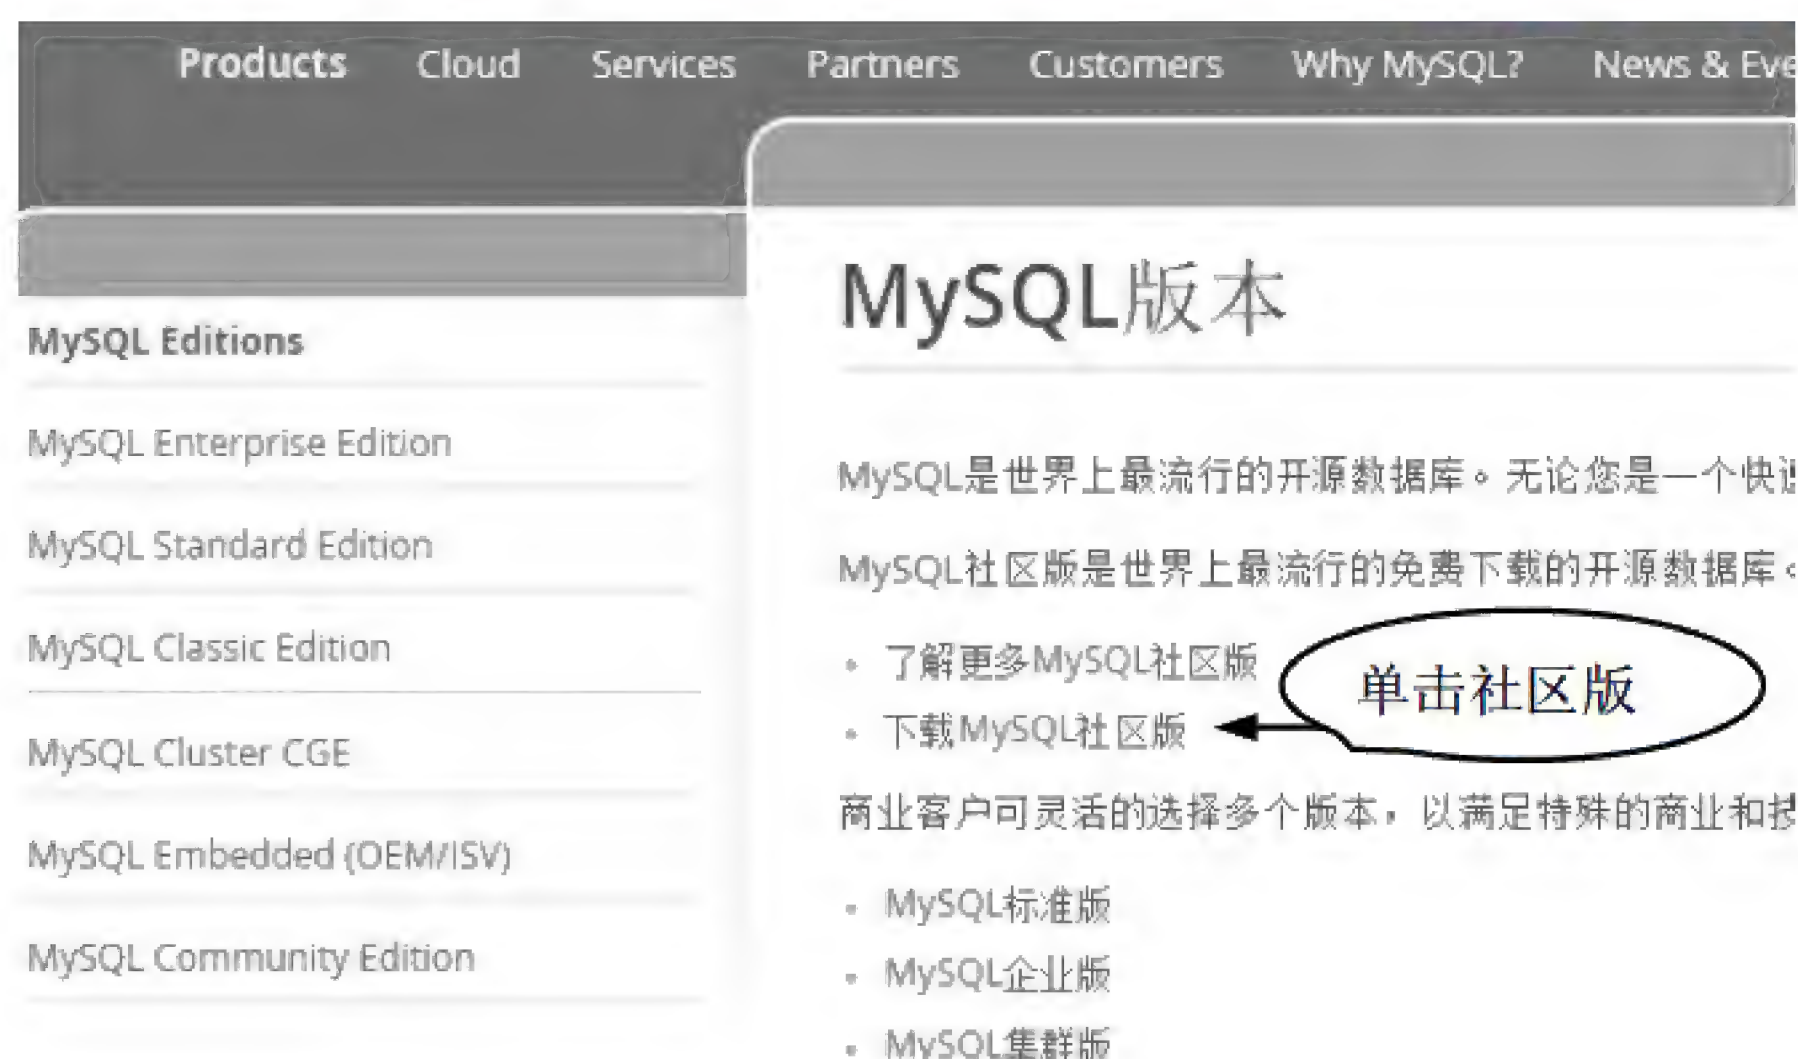 Products Cloud Services Partners Customers Why MySQL? News & Eve
MySQL Editions
MySQL Enterprise Edition
MySQL Standard Edition
MySQL Classic Edition
MySQL Cluster CGE
MySQL Embedded (OEM/ISV)
MySQL Community Edition
MySQL版本
MySQL是世界上最流行的开源数据库。无论您是一个快
MySQL社区版是世界上最流行的免费下载的开源数据库。
• 了解更多MySQL社区版
• 下载MySQL社区版
单击社区版
商业客户可灵活的选择多个版本，以满足特殊的商业和
• MySQL标准版
• MySQL企业版
• MySQL集群版